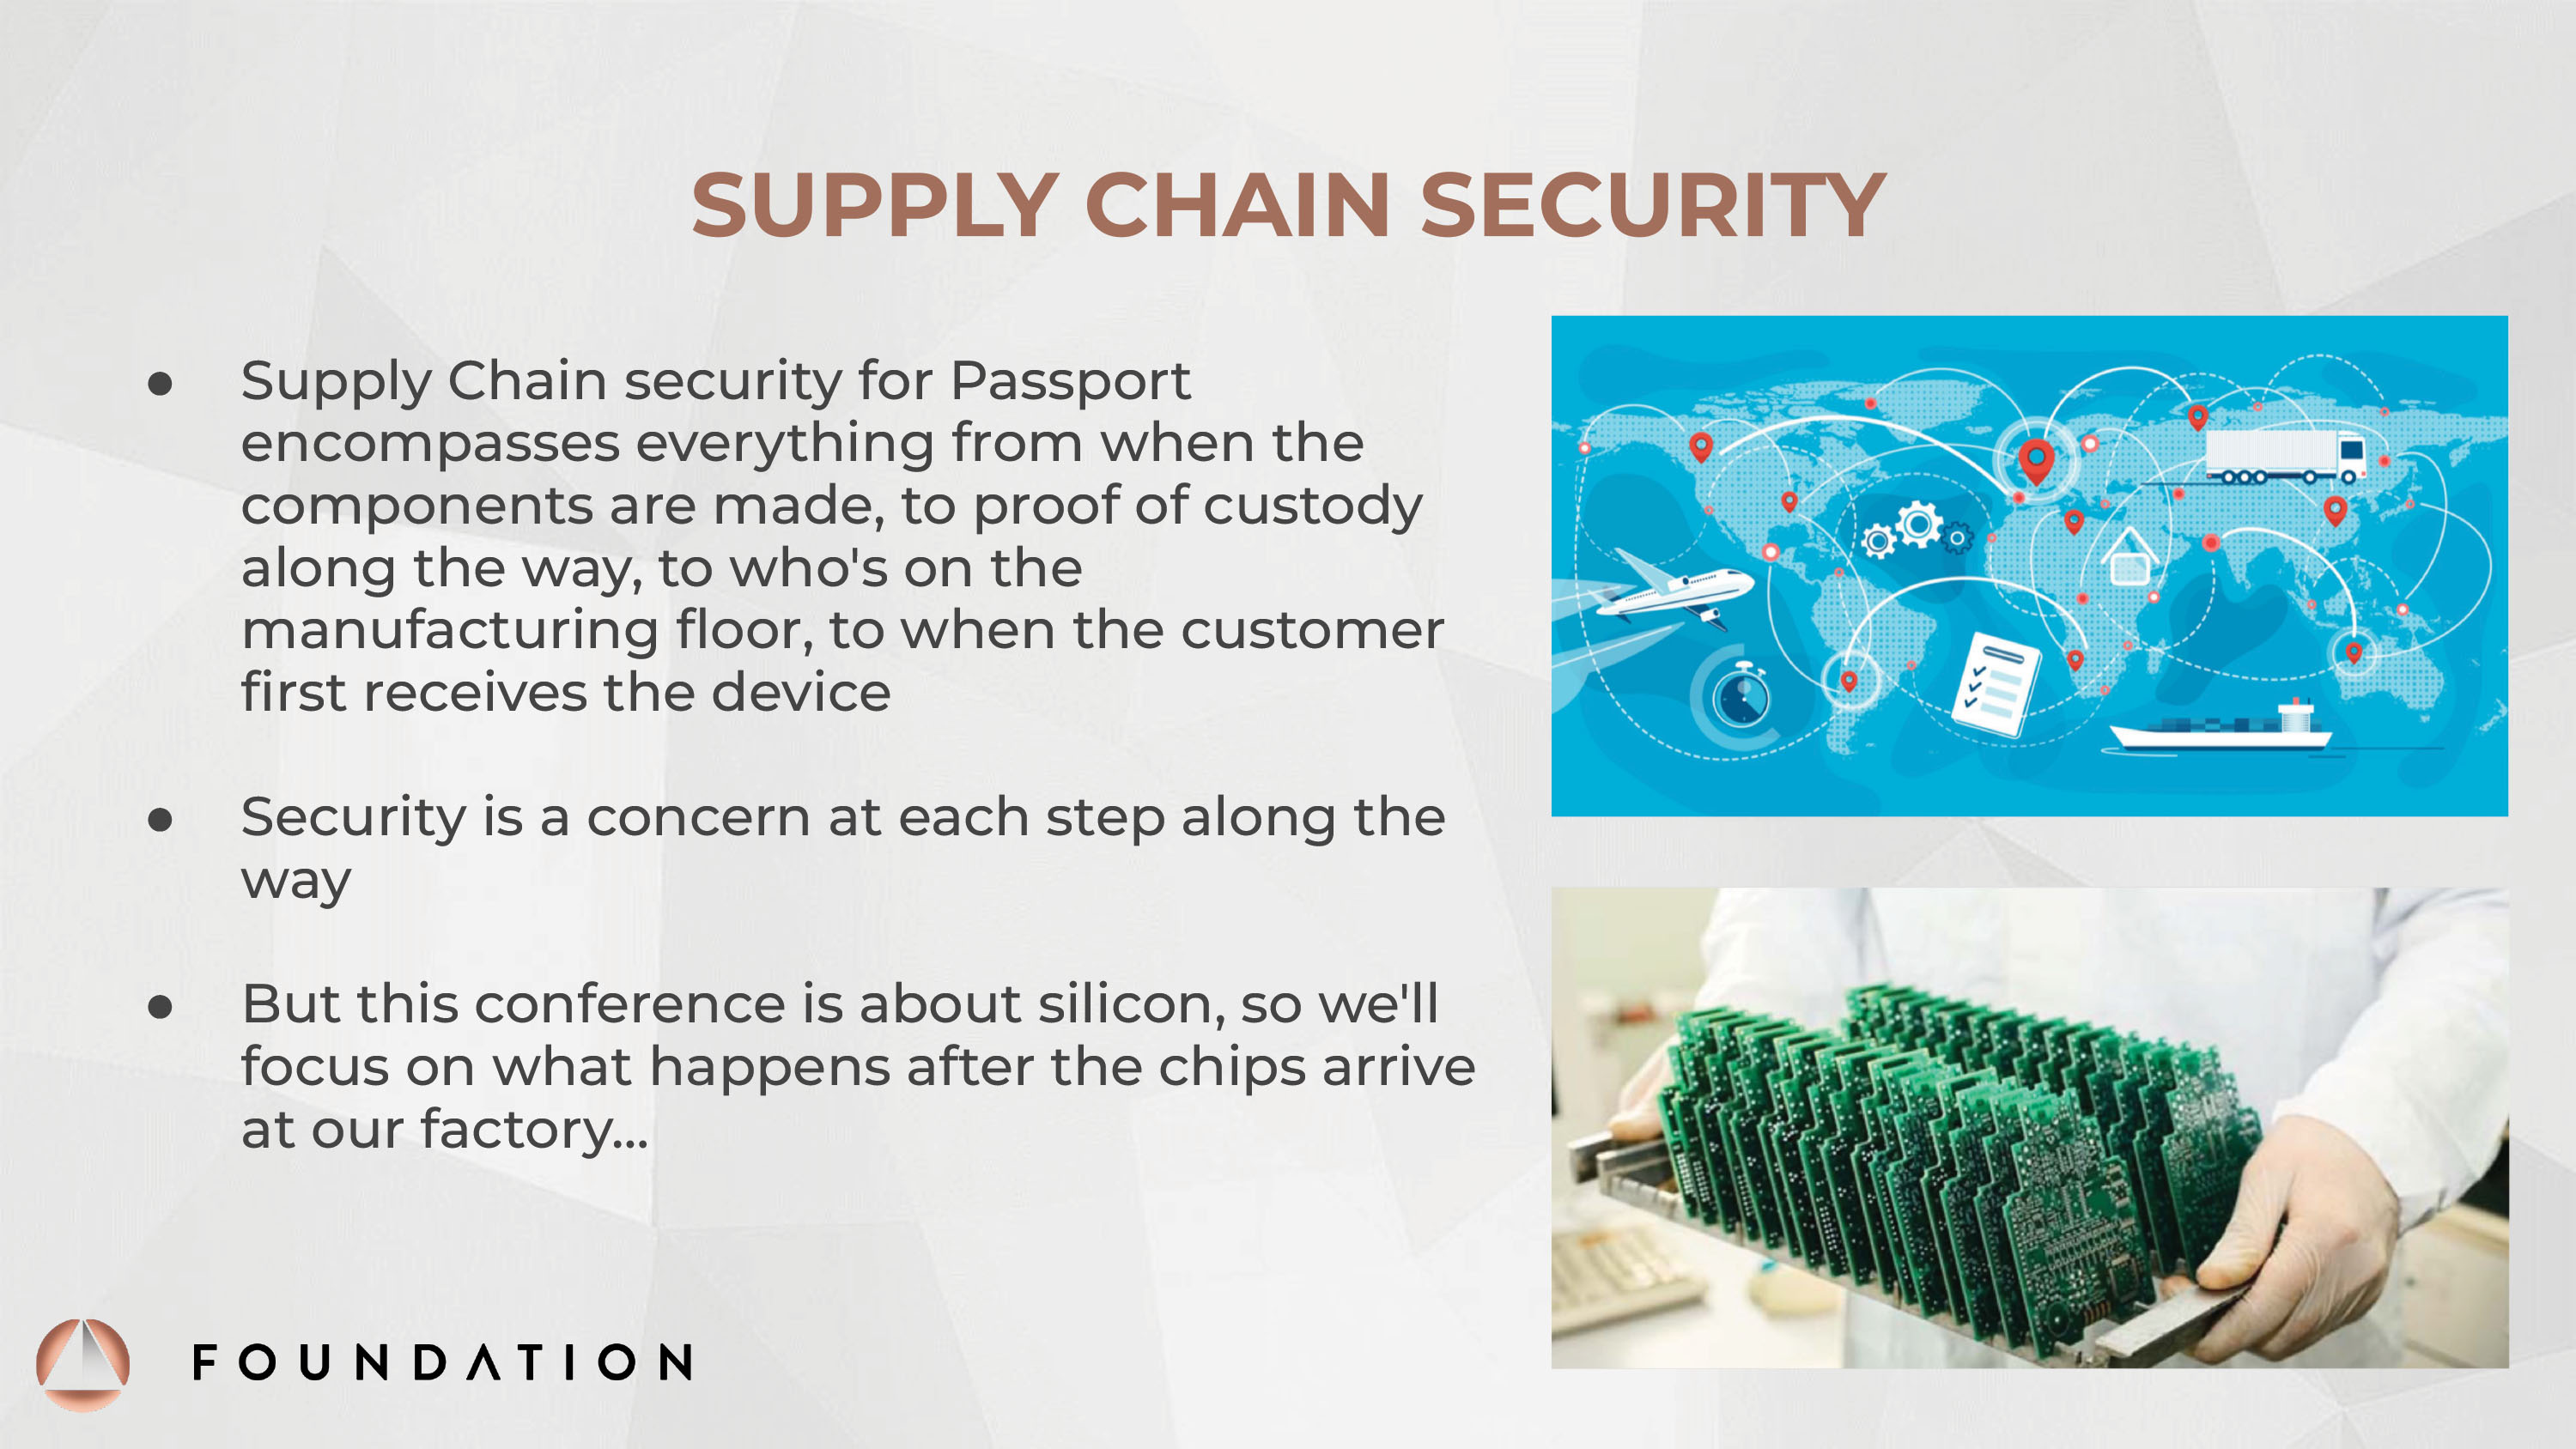 SUPPLY CHAIN SECURITY
● Supply Chain security for Passport
encompasses everything from when the
components are made, to proof of custody
along the way, to who's on the
manufacturing floor, to when the customer
first receives the device
● Security is a concern at each step along the
way
● But this conference is about silicon, so we'll
focus on what happens after the chips arrive
at our factory...
FOUNDATION